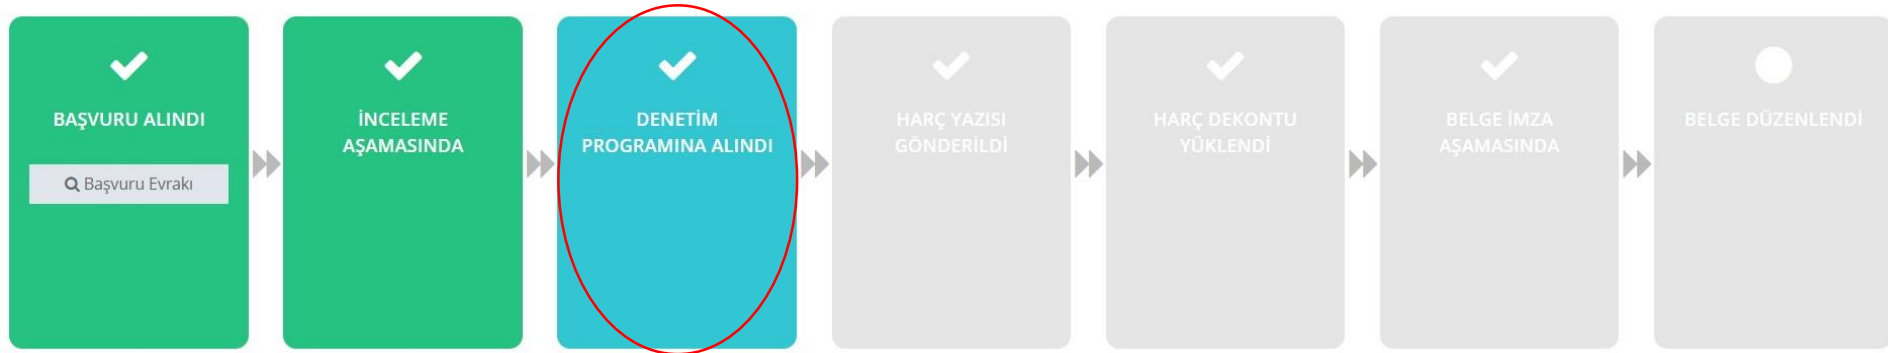 BAŞVURU ALINDI
Başvuru Evrakı
İNCELEME
AŞAMASINDA
DENETİM
PROGRAMINA ALINDI
HARÇ YAZISI
GÖNDERİLDİ
HARÇ DEKONTU
YÜKLENDİ
BELGE İMZA
AŞAMASINDA
BELGE DÜZENLENDİ